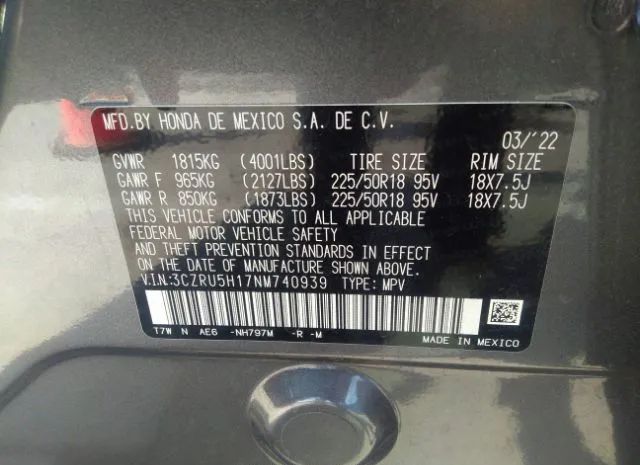 MFD.BY HONDA DE MEXICO S.A. DE C.V.
03/'22
GVWR 1815KG (4001LBS) TIRE SIZE RIM SIZE
GAWR F 965KG (2127LBS) 225/50R18 95V 18X7.5J
GAWR R 850KG (1873LBS) 225/50R18 95V 18X7.5J
THIS VEHICLE CONFORMS TO ALL APPLICABLE
FEDERAL MOTOR VEHICLE SAFETY
AND THEFT PREVENTION STANDARDS IN EFFECT
ON THE DATE OF MANUFACTURE SHOWN ABOVE.
V.I.N:3CZRU5H17NM740939 TYPE: MPV
T7W N AE6 -NH797M -R -M
MADE IN MEXICO